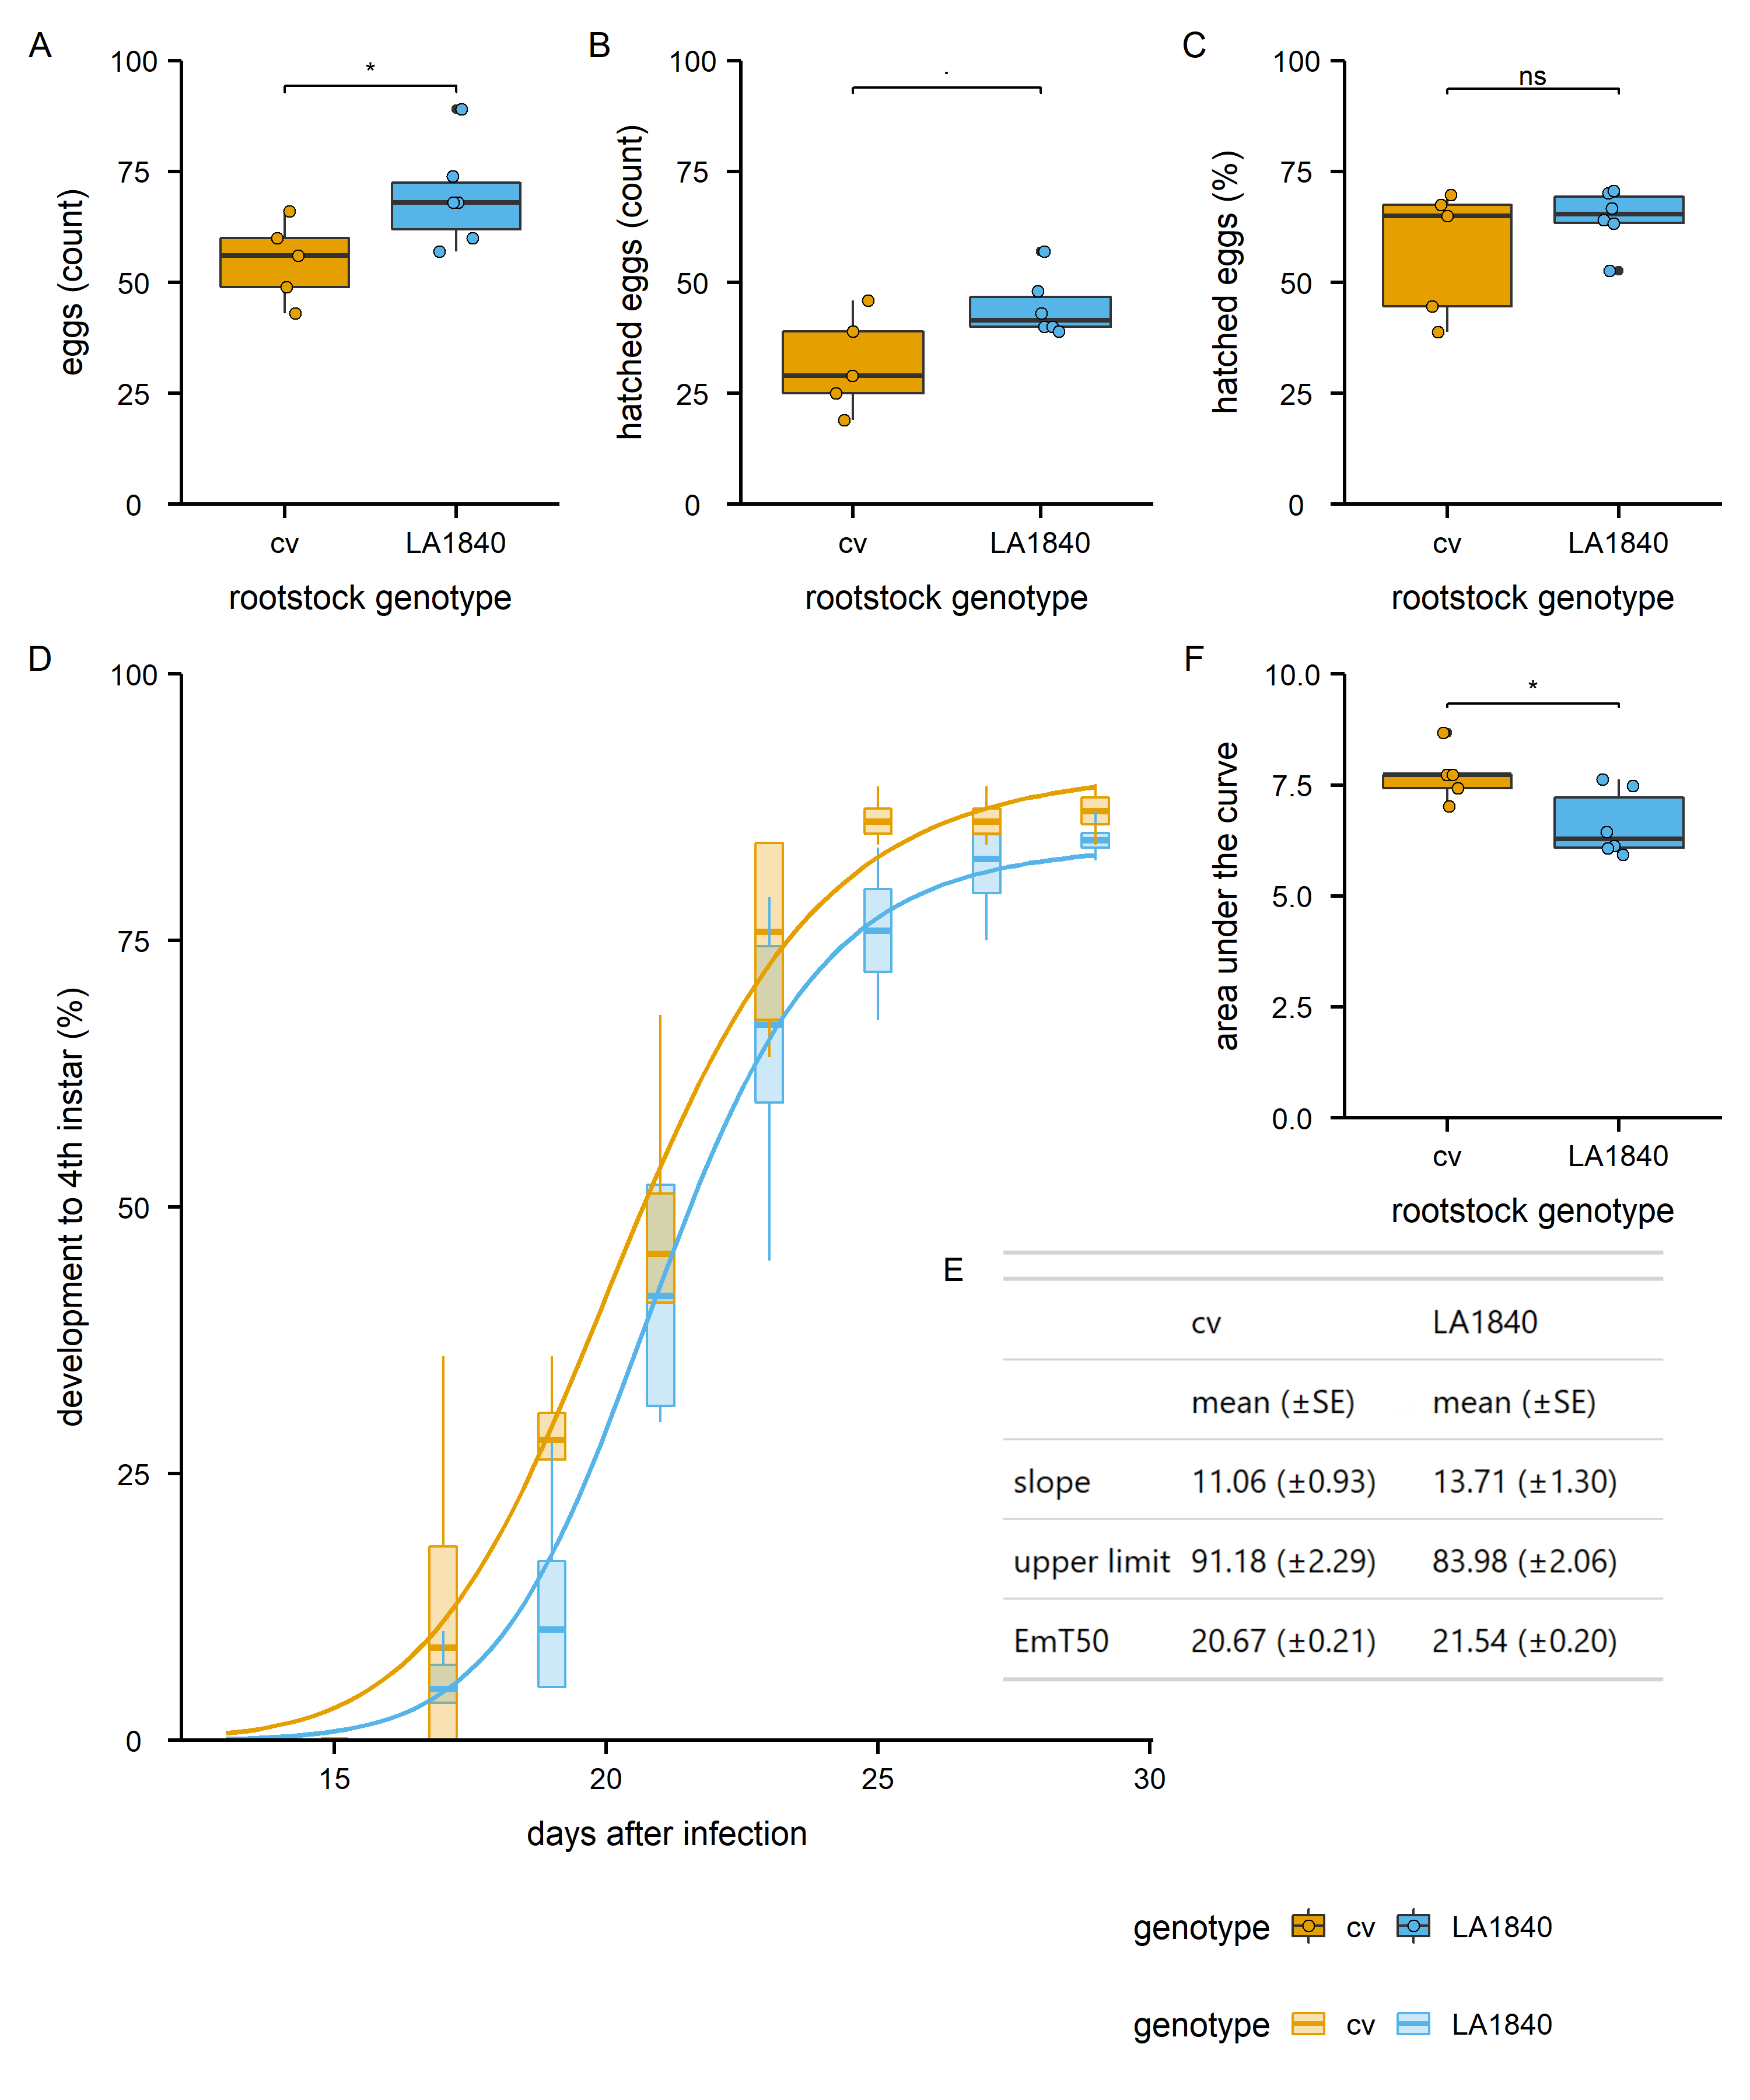 A
100
75
50
25
0
eggs (count)
*
cv
LA1840
rootstock genotype
B
100
75
50
25
0
hatched eggs (count)
.
cv
LA1840
rootstock genotype
C
100
75
50
25
0
hatched eggs (%)
ns
cv
LA1840
rootstock genotype
D
100
75
50
25
0
development to 4th instar (%)
15
20
25
30
days after infection
F
10.0
7.5
5.0
2.5
0.0
area under the curve
*
cv
LA1840
rootstock genotype
E
cv LA1840
mean (±SE) mean (±SE)
slope 11.06 (±0.93) 13.71 (±1.30)
upper limit 91.18 (±2.29) 83.98 (±2.06)
EmT50 20.67 (±0.21) 21.54 (±0.20)
genotype cv LA1840
genotype cv LA1840